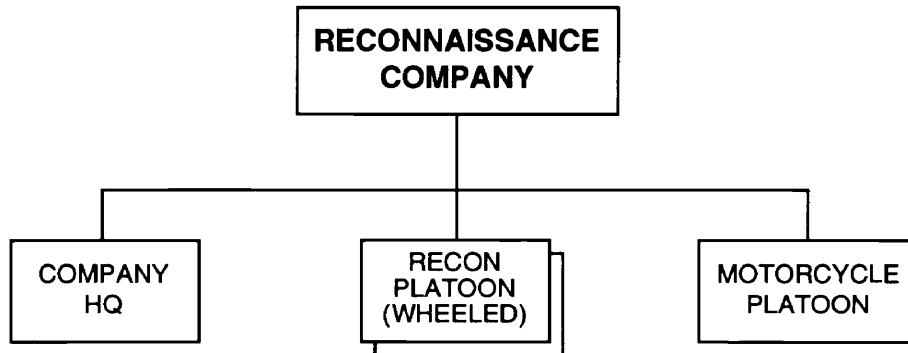 RECONNAISSANCE
COMPANY
COMPANY
HQ
RECON
PLATOON
(WHEELED)
MOTORCYCLE
PLATOON